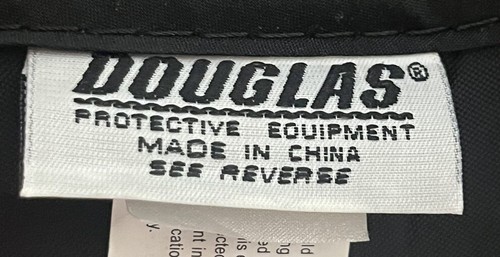 DOUGLAS®
PROTECTIVE EQUIPMENT
MADE IN CHINA
SEE REVERSE